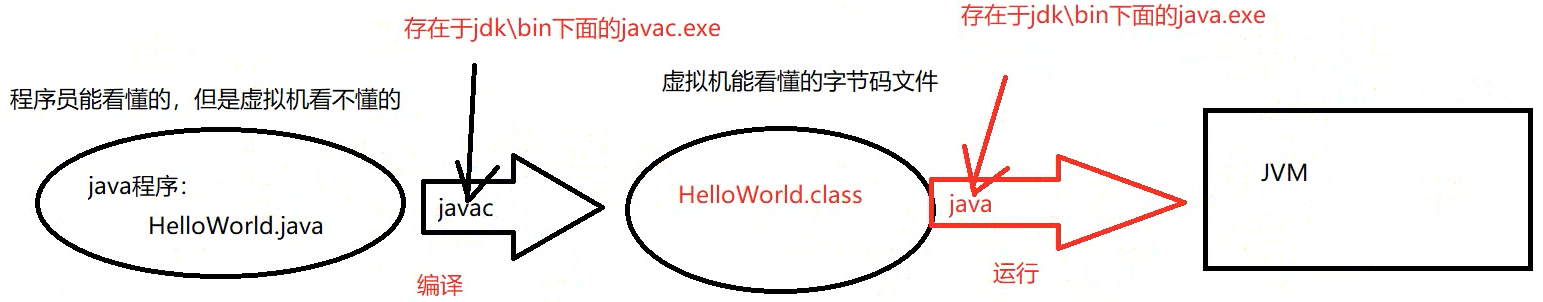 存在于jdk\bin下面的javac.exe
存在于jdk\bin下面的java.exe
程序员能看懂的，但是虚拟机看不懂的
虚拟机能看懂的字节码文件
java程序：
HelloWorld.java
javac
编译
HelloWorld.class
java
运行
JVM